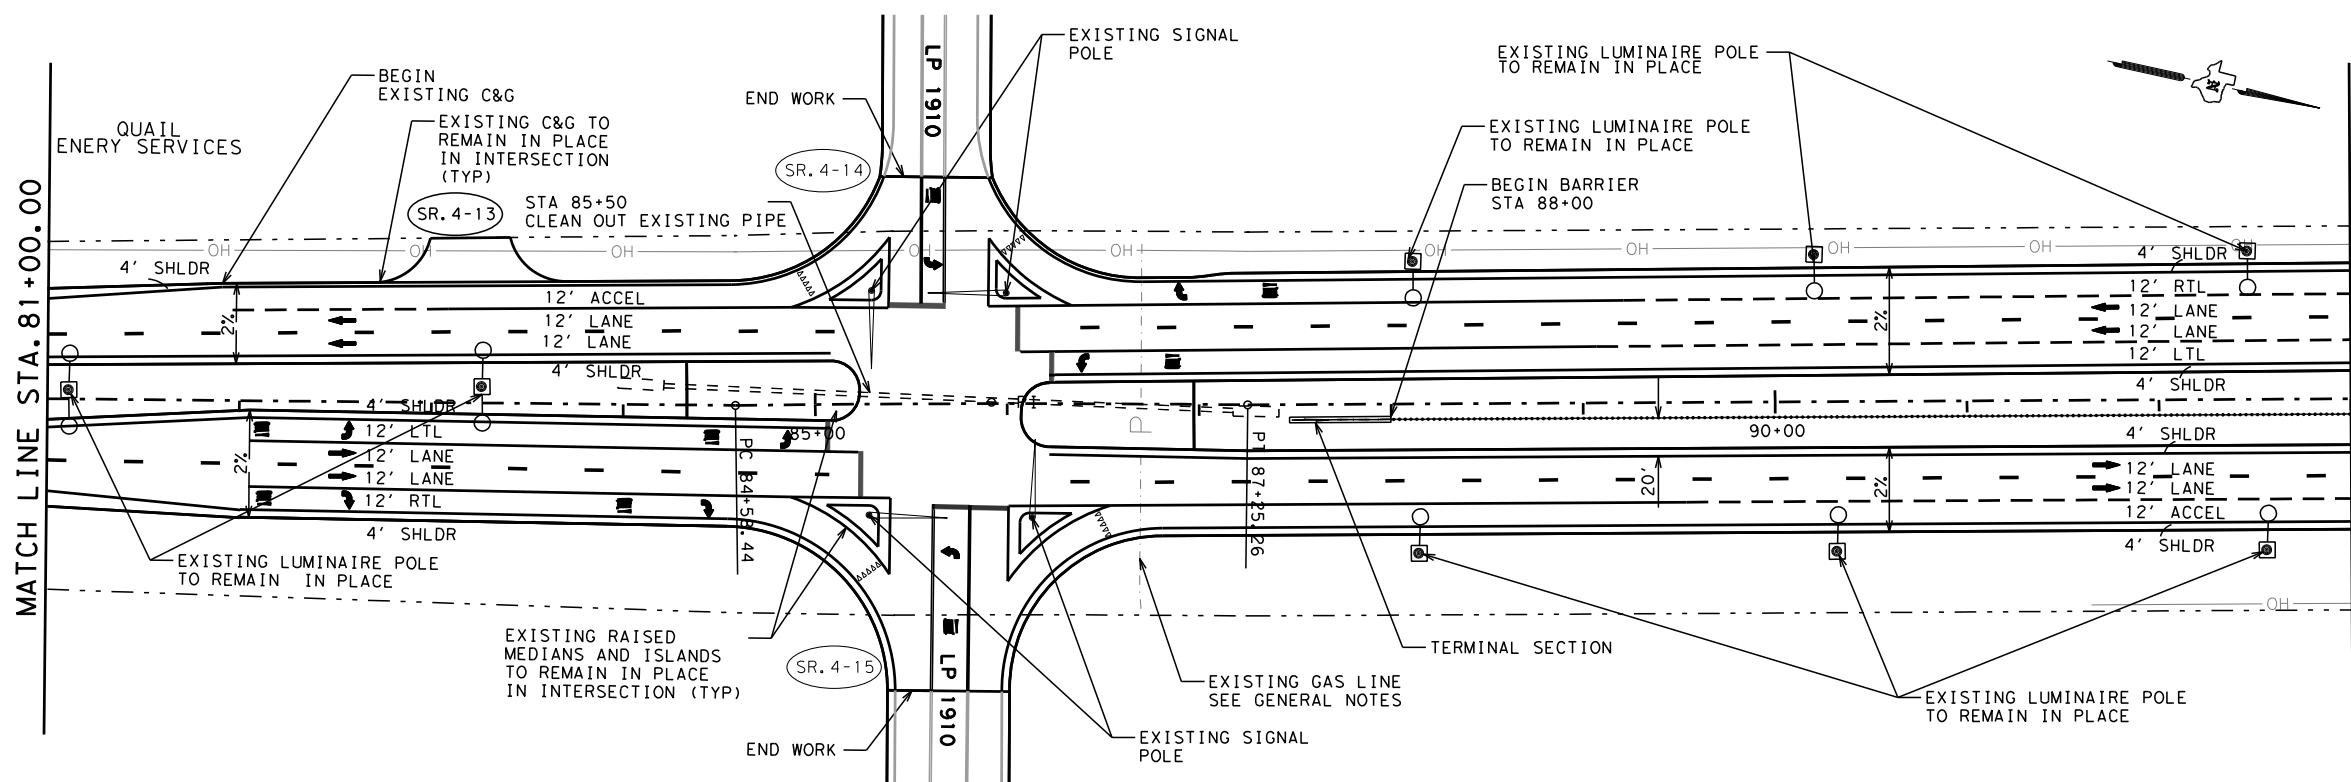 MATCH LINE STA.81+00.00
QUAIL
ENERY SERVICES
BEGIN
EXISTING C&G
EXISTING C&G TO
REMAIN IN PLACE
IN INTERSECTION
(TYP)
SR.4-13
STA 85+50
CLEAN OUT EXISTING PIPE
SR.4-14
END WORK
LP 1910
EXISTING SIGNAL
POLE
EXISTING LUMINAIRE POLE
TO REMAIN IN PLACE
EXISTING LUMINAIRE POLE
TO REMAIN IN PLACE
BEGIN BARRIER
STA 88+00
N
OH
OH
OH
OH
OH
OH
OH
OH
OH
OH
4' SHLDR
12' ACCEL
12' LANE
12' LANE
4' SHLDR
2%
4' SHLDR
12' RTL
12' LANE
12' LANE
12' LTL
4' SHLDR
2%
4' SHLDR
12' LTL
12' LANE
12' LANE
12' RTL
4' SHLDR
2%
85+00
PC 84+58.44
PI
P
PT 87+25.26
20'
90+00
2%
4' SHLDR
12' LANE
12' LANE
12' ACCEL
4' SHLDR
EXISTING LUMINAIRE POLE
TO REMAIN IN PLACE
OH
EXISTING RAISED
MEDIANS AND ISLANDS
TO REMAIN IN PLACE
IN INTERSECTION (TYP)
SR.4-15
END WORK
LP 1910
EXISTING SIGNAL
POLE
EXISTING GAS LINE
SEE GENERAL NOTES
TERMINAL SECTION
EXISTING LUMINAIRE POLE
TO REMAIN IN PLACE